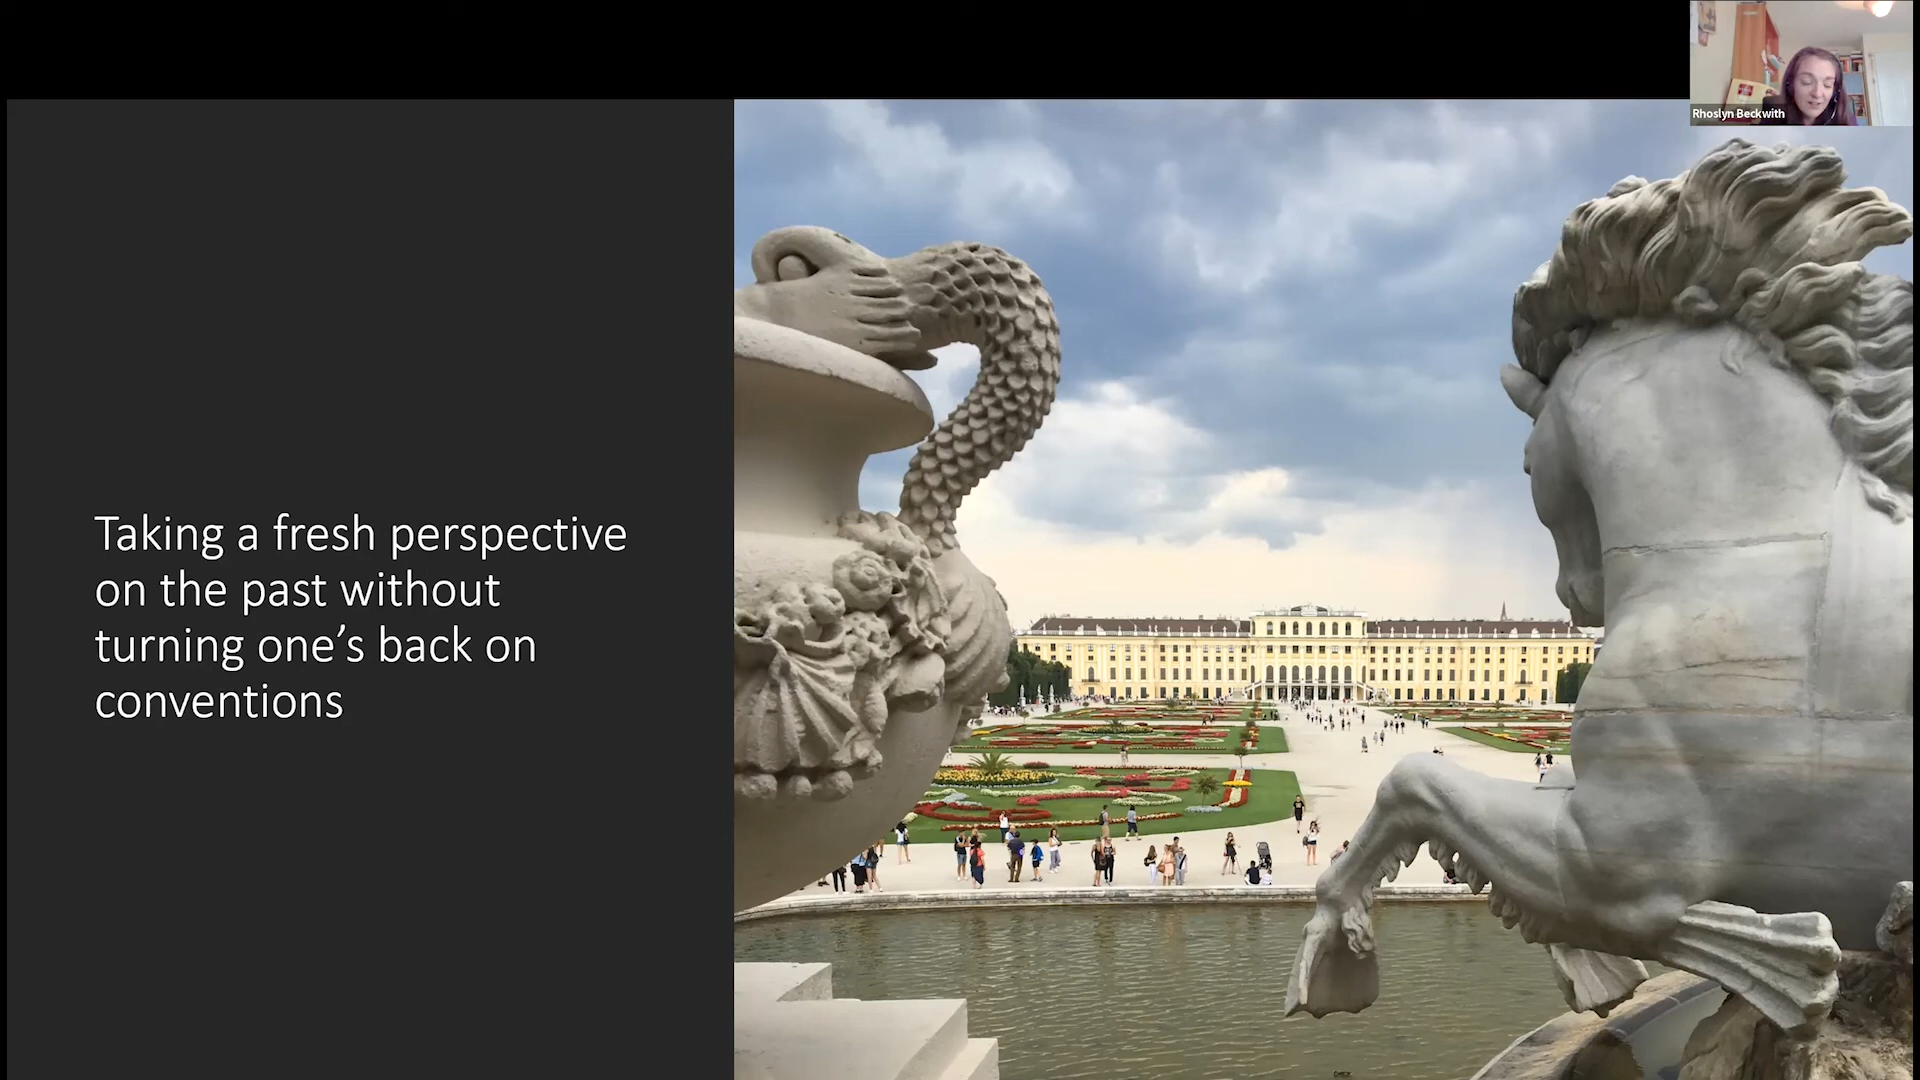 Rhoslyn Beckwith
Taking a fresh perspective
on the past without
turning one’s back on
conventions